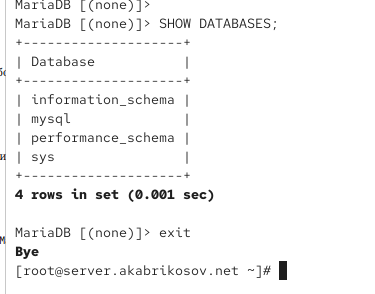 MariaDB [(none)]>
MariaDB [(none)]> SHOW DATABASES;
+--------------------+
| Database           |
+--------------------+
| information_schema |
| mysql              |
| performance_schema |
| sys                |
+--------------------+
4 rows in set (0.001 sec)
MariaDB [(none)]> exit
Bye
[root@server.akabrikosov.net ~]#